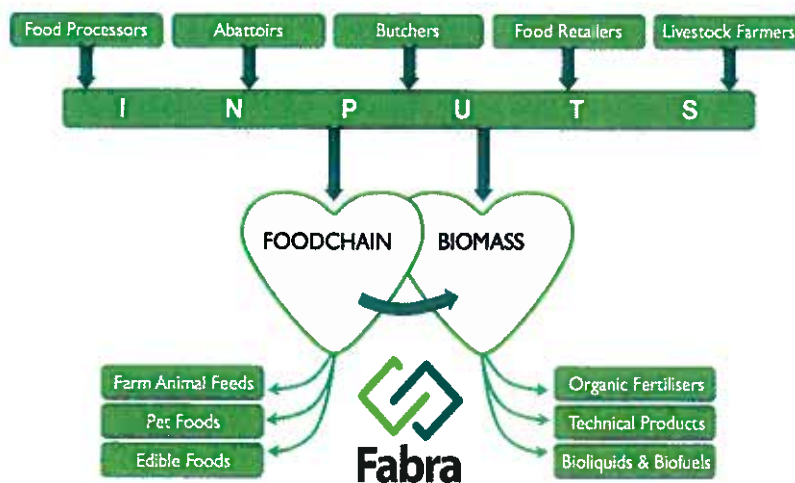 Food Processors
Abattoirs
Butchers
Food Retailers
Livestock Farmers
I N P U T S
FOODCHAIN
BIOMASS
Farm Animal Feeds
Pet Foods
Edible Foods
Organic Fertilisers
Technical Products
Bioliquids & Biofuels
Fabra